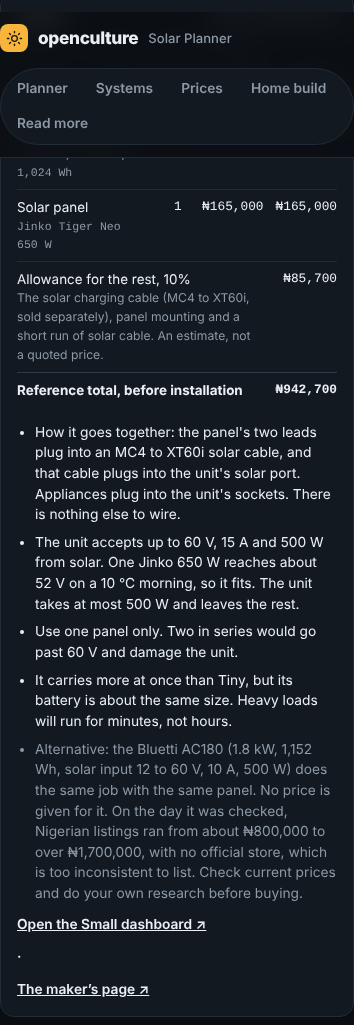 openculture Solar Planner
Planner Systems Prices Home build
Read more
1,024 Wh
Solar panel 1 ₦165,000 ₦165,000
Jinko Tiger Neo
650 W
Allowance for the rest, 10% ₦85,700
The solar charging cable (MC4 to XT60i,
sold separately), panel mounting and a
short run of solar cable. An estimate, not
a quoted price.
Reference total, before installation ₦942,700
• How it goes together: the panel's two leads
plug into an MC4 to XT60i solar cable, and
that cable plugs into the unit's solar port.
Appliances plug into the unit's sockets. There
is nothing else to wire.
• The unit accepts up to 60 V, 15 A and 500 W
from solar. One Jinko 650 W reaches about
52 V on a 10 °C morning, so it fits. The unit
takes at most 500 W and leaves the rest.
• Use one panel only. Two in series would go
past 60 V and damage the unit.
• It carries more at once than Tiny, but its
battery is about the same size. Heavy loads
will run for minutes, not hours.
• Alternative: the Bluetti AC180 (1.8 kW, 1,152
Wh, solar input 12 to 60 V, 10 A, 500 W) does
the same job with the same panel. No price is
given for it. On the day it was checked,
Nigerian listings ran from about ₦800,000 to
over ₦1,700,000, with no official store, which
is too inconsistent to list. Check current prices
and do your own research before buying.
Open the Small dashboard ↗
.
The maker’s page ↗